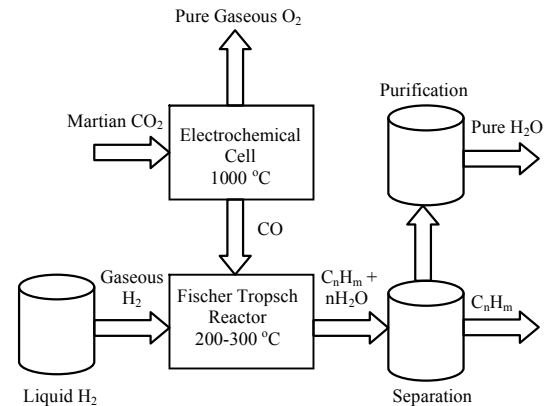 Pure Gaseous O₂
Purification
Martian CO₂
Electrochemical
Cell
1000 °C
Pure H₂O
CO
Gaseous
H₂
Fischer Tropsch
Reactor
200-300 °C
CₙHₘ +
nH₂O
CₙHₘ
Liquid H₂
Separation